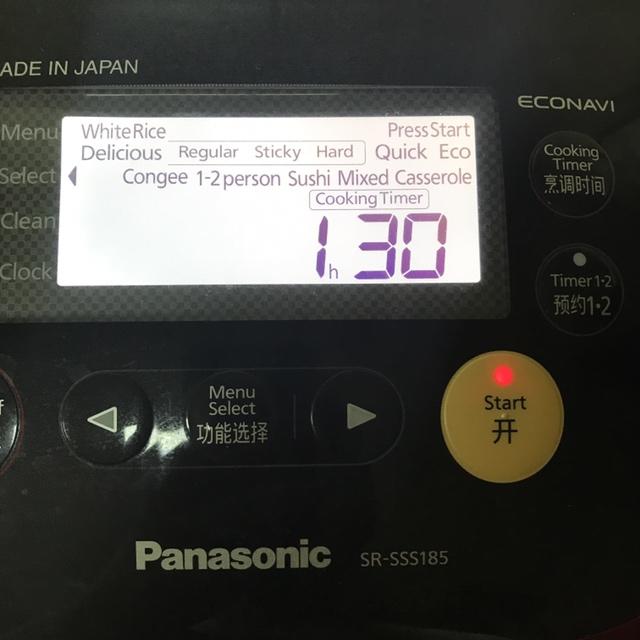 ADE IN JAPAN
ECONAVI
Menu
Select
Clean
Clock
White Rice Press Start
Delicious Regular Sticky Hard Quick Eco
Congee 1-2 person Sushi Mixed Casserole
Cooking Timer
1h 30
Cooking
Timer
烹调时间
Timer 1·2
预约1·2
Menu
Select
功能选择
Start
开
Panasonic SR-SSS185